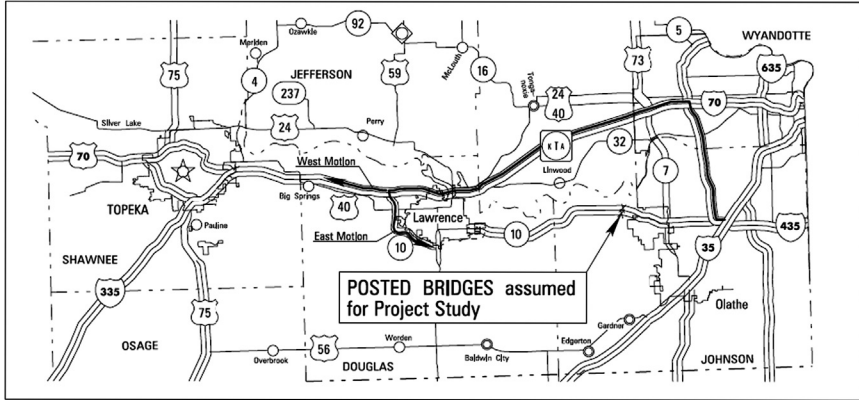 92
5
WYANDOTTE
Ozawkie
Meriden
75
JEFFERSON
59
McLouth
16
73
635
4
237
Tonga-
noxie
24
40
70
Silver Lake
24
Perry
K T A
32
70
West Motion
Linwood
7
Big Springs
40
TOPEKA
Lawrence
Pauline
East Motion
10
10
435
35
SHAWNEE
POSTED BRIDGES assumed
for Project Study
335
Olathe
75
Gardner
OSAGE
56
Worden
Edgerton
Overbrook
Baldwin City
DOUGLAS
JOHNSON